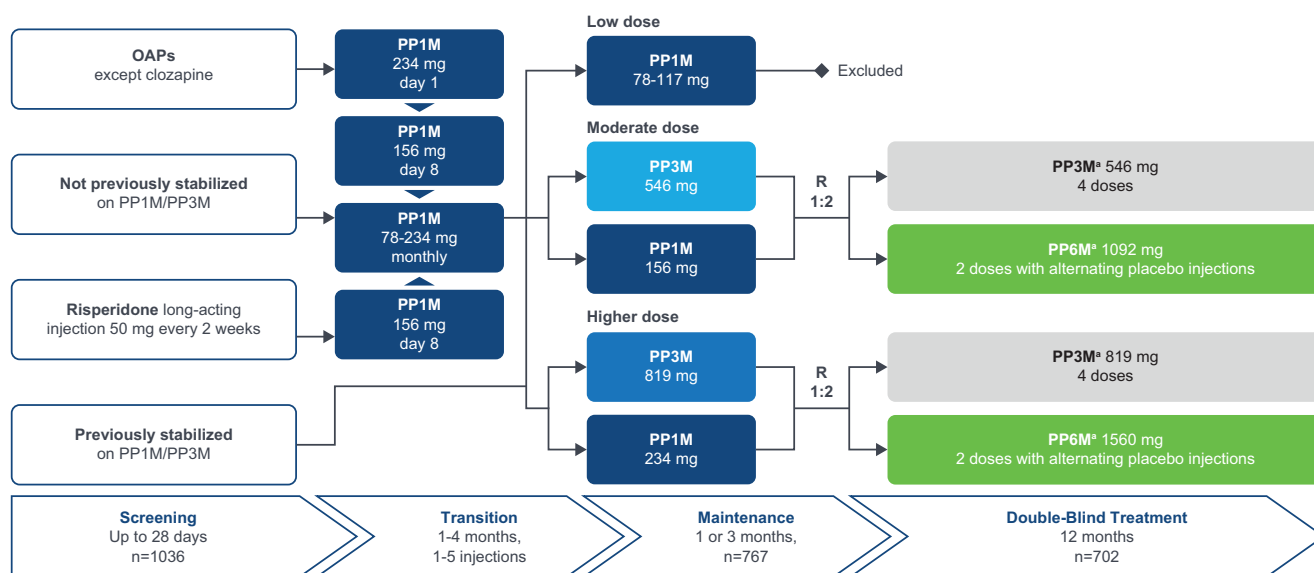 OAPs
except clozapine
Not previously stabilized
on PP1M/PP3M
Risperidone long-acting
injection 50 mg every 2 weeks
Previously stabilized
on PP1M/PP3M
PP1M
234 mg
day 1
PP1M
156 mg
day 8
PP1M
78-234 mg
monthly
PP1M
156 mg
day 8
Low dose
PP1M
78-117 mg
Excluded
Moderate dose
PP3M
546 mg
PP1M
156 mg
R
1:2
PP3Mᵃ 546 mg
4 doses
PP6Mᵃ 1092 mg
2 doses with alternating placebo injections
Higher dose
PP3M
819 mg
PP1M
234 mg
R
1:2
PP3Mᵃ 819 mg
4 doses
PP6Mᵃ 1560 mg
2 doses with alternating placebo injections
Screening
Up to 28 days
n=1036
Transition
1-4 months,
1-5 injections
Maintenance
1 or 3 months,
n=767
Double-Blind Treatment
12 months
n=702